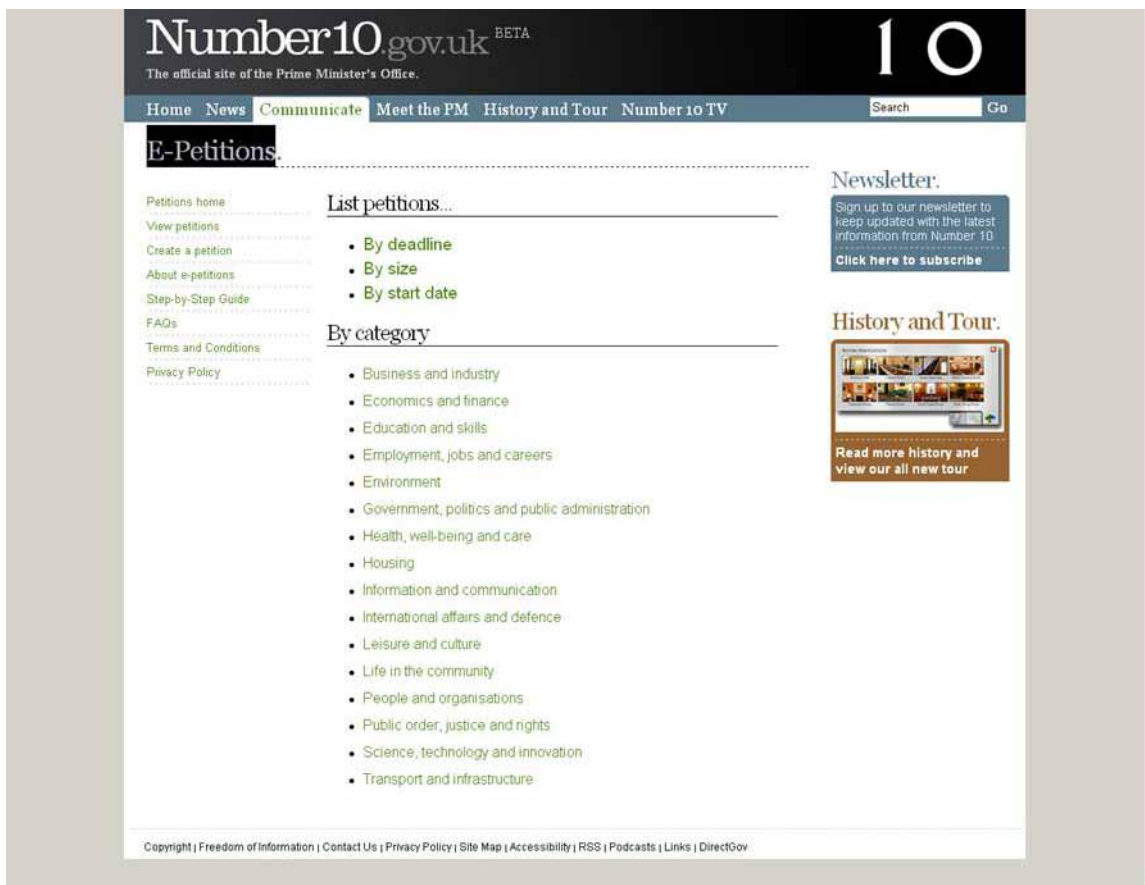 Number10.gov.uk BETA
The official site of the Prime Minister's Office.
10
Home News Communicate Meet the PM History and Tour Number 10 TV Search Go
E-Petitions.
Petitions home
View petitions
Create a petition
About e-petitions
Step-by-Step Guide
FAQs
Terms and Conditions
Privacy Policy
List petitions...
• By deadline
• By size
• By start date
By category
• Business and industry
• Economics and finance
• Education and skills
• Employment, jobs and careers
• Environment
• Government, politics and public administration
• Health, well-being and care
• Housing
• Information and communication
• International affairs and defence
• Leisure and culture
• Life in the community
• People and organisations
• Public order, justice and rights
• Science, technology and innovation
• Transport and infrastructure
Newsletter.
Sign up to our newsletter to
keep updated with the latest
information from Number 10
Click here to subscribe
History and Tour.
Read more history and
view our all new tour
Copyright | Freedom of Information | Contact Us | Privacy Policy | Site Map | Accessibility | RSS | Podcasts | Links | DirectGov